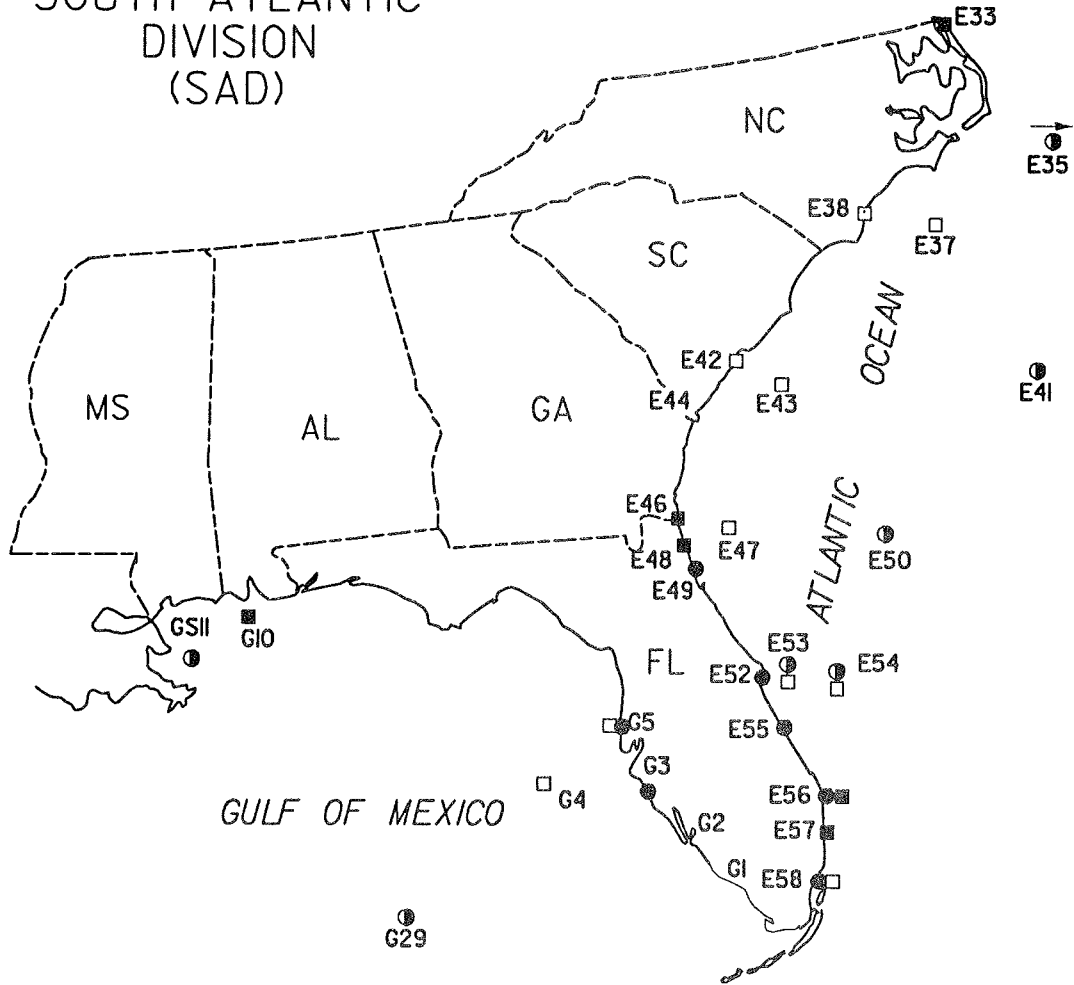 SOUTH ATLANTIC
DIVISION
(SAD)
E33
NC
E35
E38
E37
SC
OCEAN
E42
E43
E44
E41
MS
AL
GA
E46
E47
E48
E49
ATLANTIC
E50
GS11
G10
FL
E53
E54
E52
G5
E55
G3
G4
E56
GULF OF MEXICO
G2
E57
G1
E58
G29